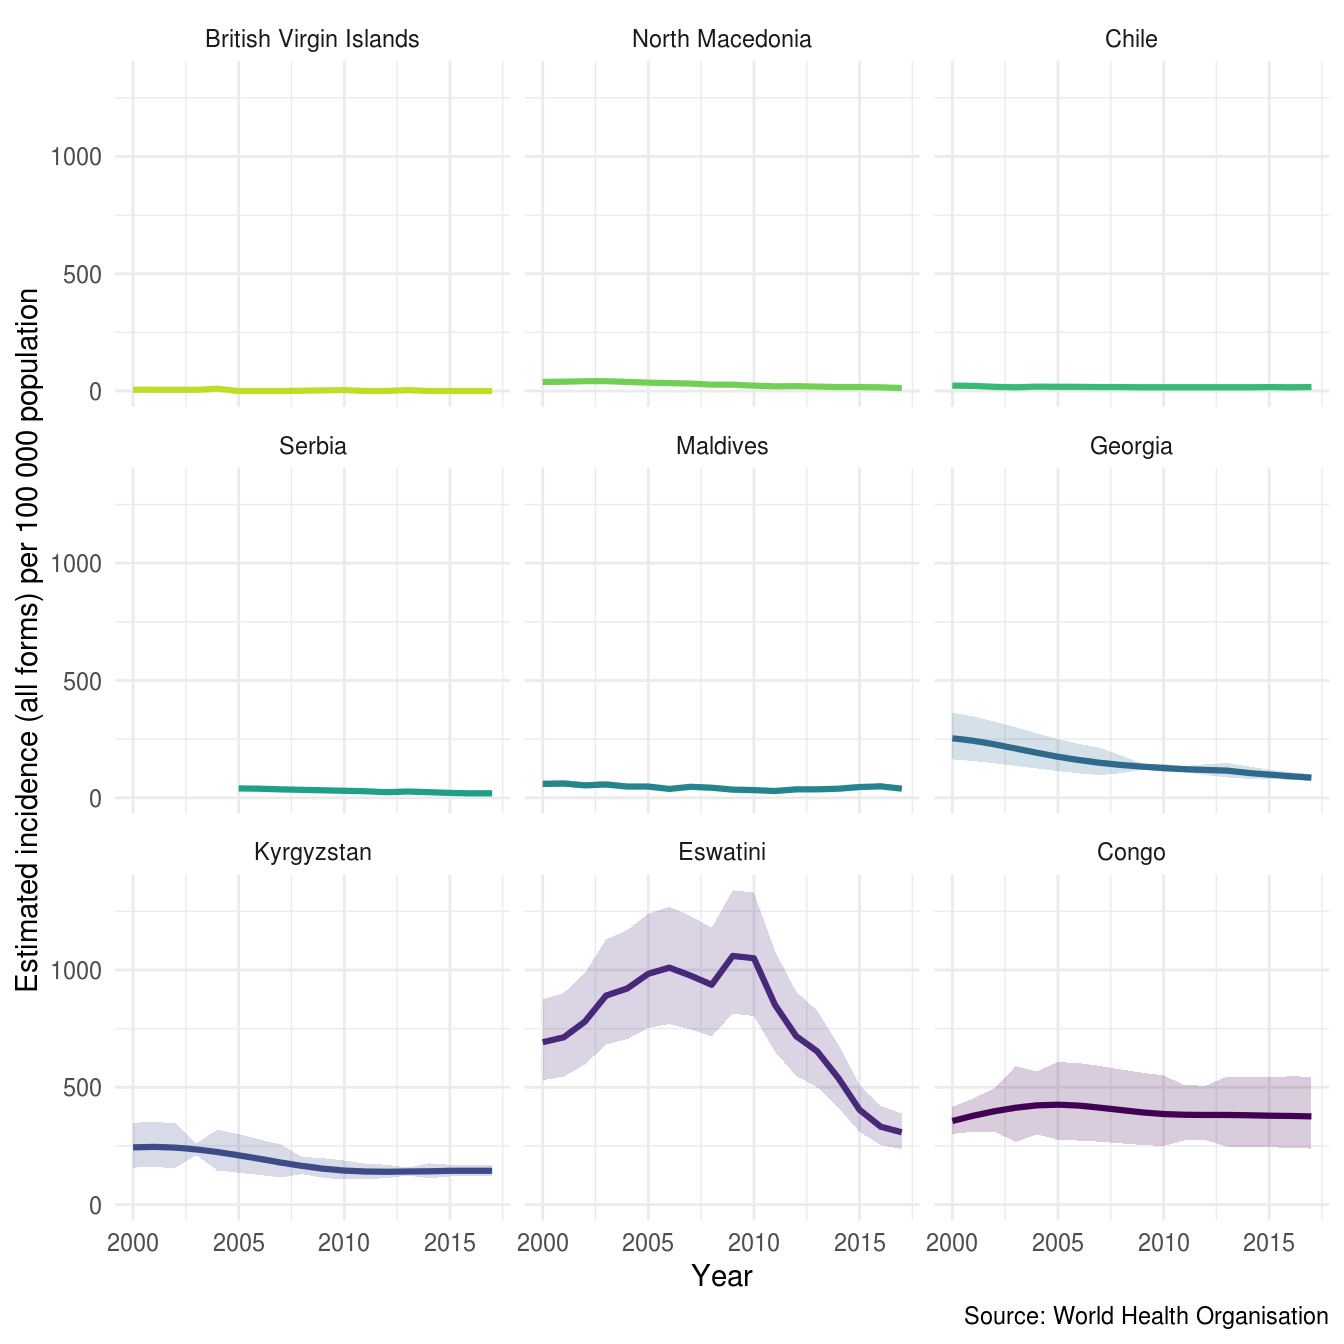 British Virgin Islands
North Macedonia
Chile
1000
500
0
Serbia
Maldives
Georgia
1000
500
0
Kyrgyzstan
Eswatini
Congo
1000
500
0
2000 2005 2010 2015
2000 2005 2010 2015
2000 2005 2010 2015
Estimated incidence (all forms) per 100 000 population
Year
Source: World Health Organisation